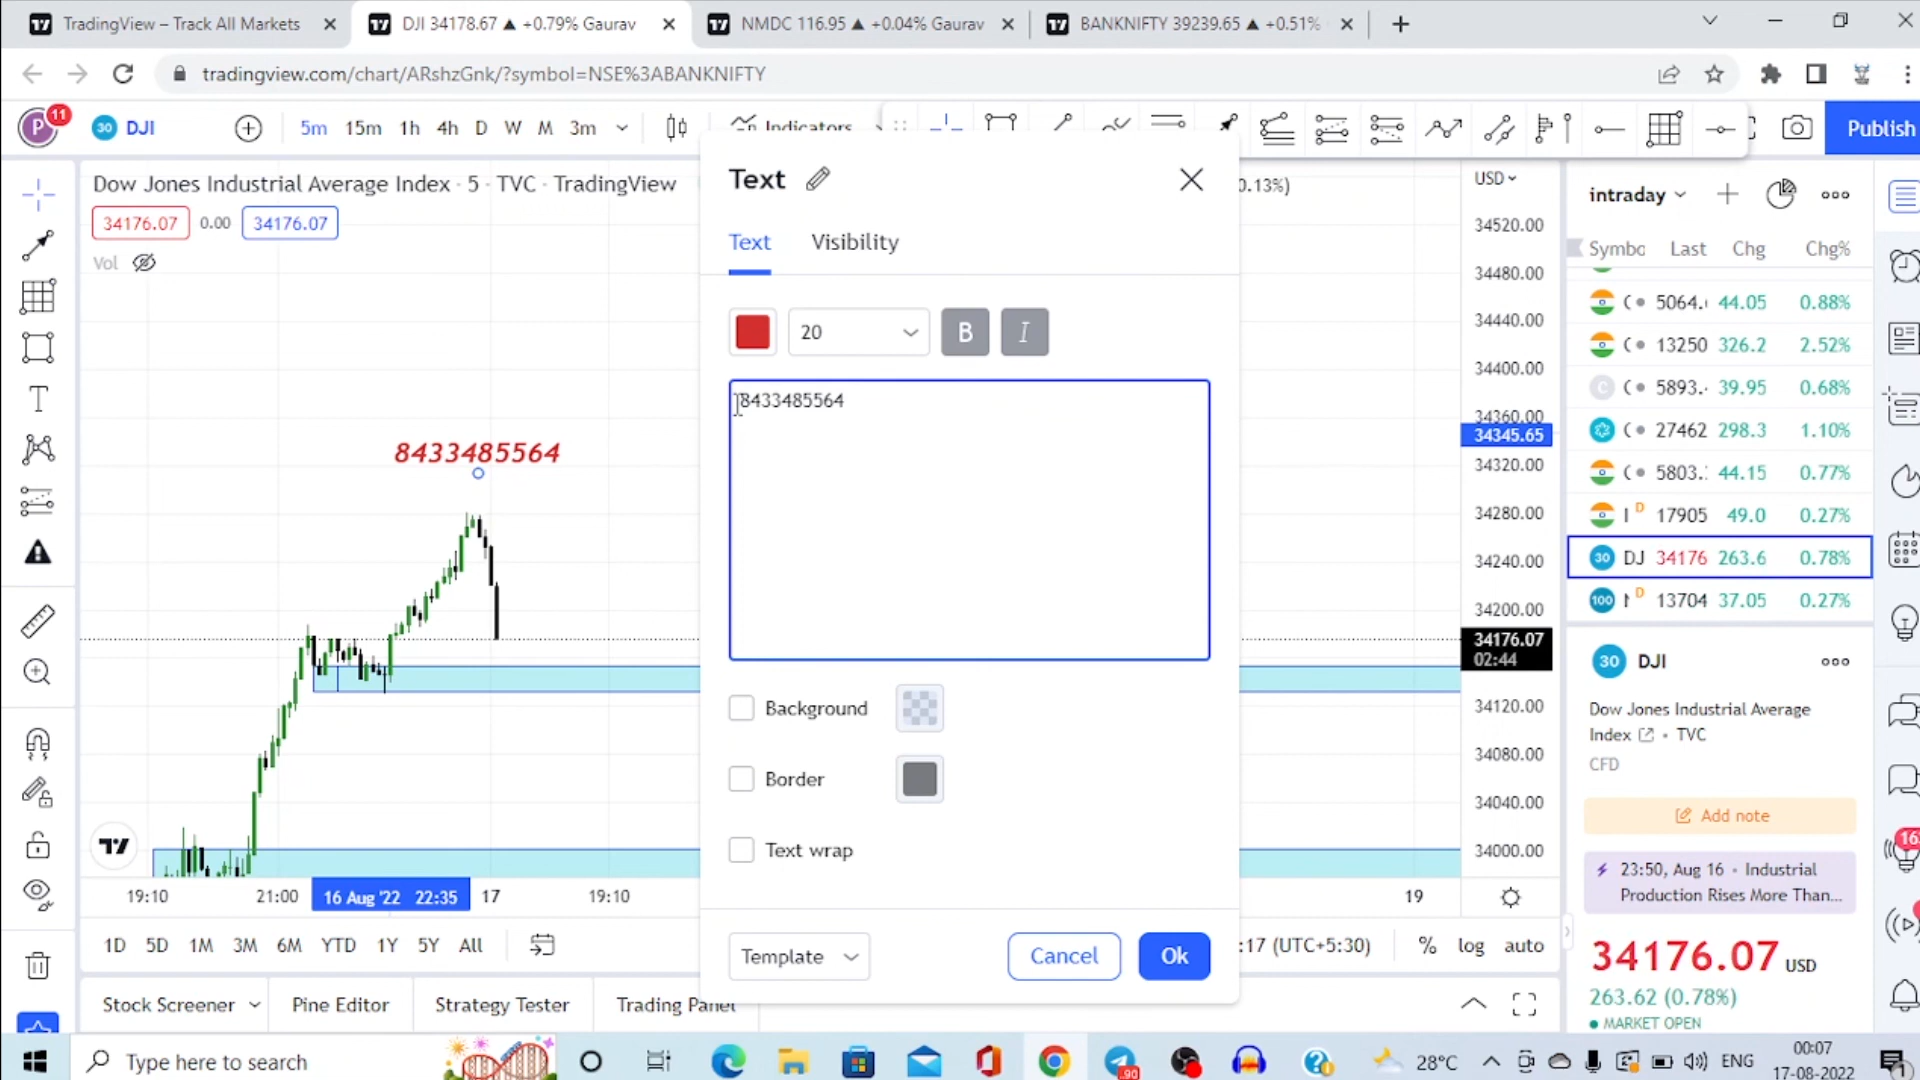 TradingView – Track All Markets
DJI 34178.67 ▲ +0.79% Gaurav
NMDC 116.95 ▲ +0.04% Gaurav
BANKNIFTY 39239.65 ▲ +0.51%
tradingview.com/chart/ARshzGnk/?symbol=NSE%3ABANKNIFTY
P 11
30 DJI
5m 15m 1h 4h D W M 3m
Indicators
Publish
Dow Jones Industrial Average Index · 5 · TVC · TradingView
0.13%)
34176.07 0.00 34176.07
Vol
8433485564
Text
Text Visibility
20 B I
8433485564
Background
Border
Text wrap
Template
Cancel
Ok
USD
34520.00
34480.00
34440.00
34400.00
34360.00
34345.65
34320.00
34280.00
34240.00
34200.00
34176.07
02:44
34120.00
34080.00
34040.00
34000.00
19:10 21:00 16 Aug '22 22:35 17 19:10 19
1D 5D 1M 3M 6M YTD 1Y 5Y All
:17 (UTC+5:30) % log auto
Stock Screener Pine Editor Strategy Tester Trading Panel
intraday
Symbo Last Chg Chg%
5064. 44.05 0.88%
13250 326.2 2.52%
C 5893. 39.95 0.68%
27462 298.3 1.10%
5803. 44.15 0.77%
D 17905 49.0 0.27%
30 DJ 34176 263.6 0.78%
100 D 13704 37.05 0.27%
30 DJI
Dow Jones Industrial Average
Index • TVC
CFD
Add note
23:50, Aug 16 • Industrial
Production Rises More Than...
34176.07 USD
263.62 (0.78%)
MARKET OPEN
Type here to search
90
28°C
ENG
00:07
17-08-2022